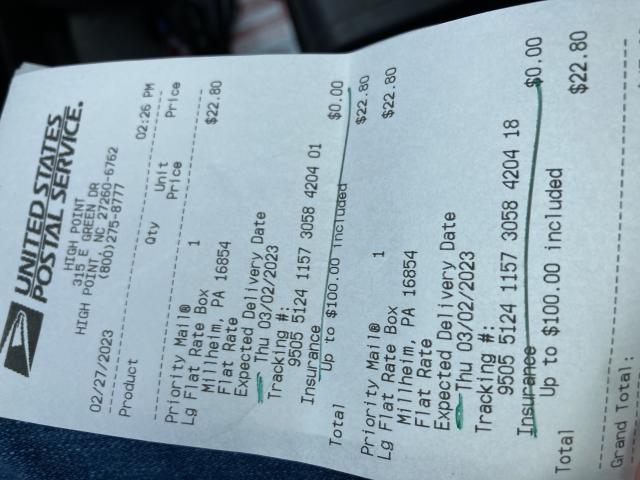 UNITED STATES
POSTAL SERVICE.
HIGH POINT
315 E GREEN DR
HIGH POINT, NC 27260-6762
(800)275-8777
02/27/2023 02:26 PM
Product Qty Unit Price
Price
Priority Mail® 1 $22.80
Lg Flat Rate Box
Millheim, PA 16854
Flat Rate
Expected Delivery Date
Thu 03/02/2023
Tracking #:
9505 5124 1157 3058 4204 01
Insurance $0.00
Up to $100.00 included
Total $22.80
Priority Mail® 1 $22.80
Lg Flat Rate Box
Millheim, PA 16854
Flat Rate
Expected Delivery Date
Thu 03/02/2023
Tracking #:
9505 5124 1157 3058 4204 18
Insurance $0.00
Up to $100.00 included
Total $22.80
Grand Total: